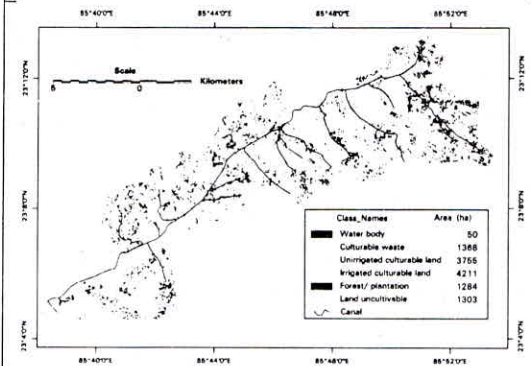 85°40'0"E 85°44'0"E 85°48'0"E 85°52'0"E
23°12'0"N 23°12'0"N
Scale
Kilometers
6 0
23°8'0"N 23°8'0"N
Class_Names Area (ha)
Water body 50
Culturable waste 1368
Unirrigated culturable land 3755
Irrigated culturable land 4211
Forest/ plantation 1284
Land uncultivable 1303
Canal
23°4'0"N 23°4'0"N
85°40'0"E 85°44'0"E 85°48'0"E 85°52'0"E